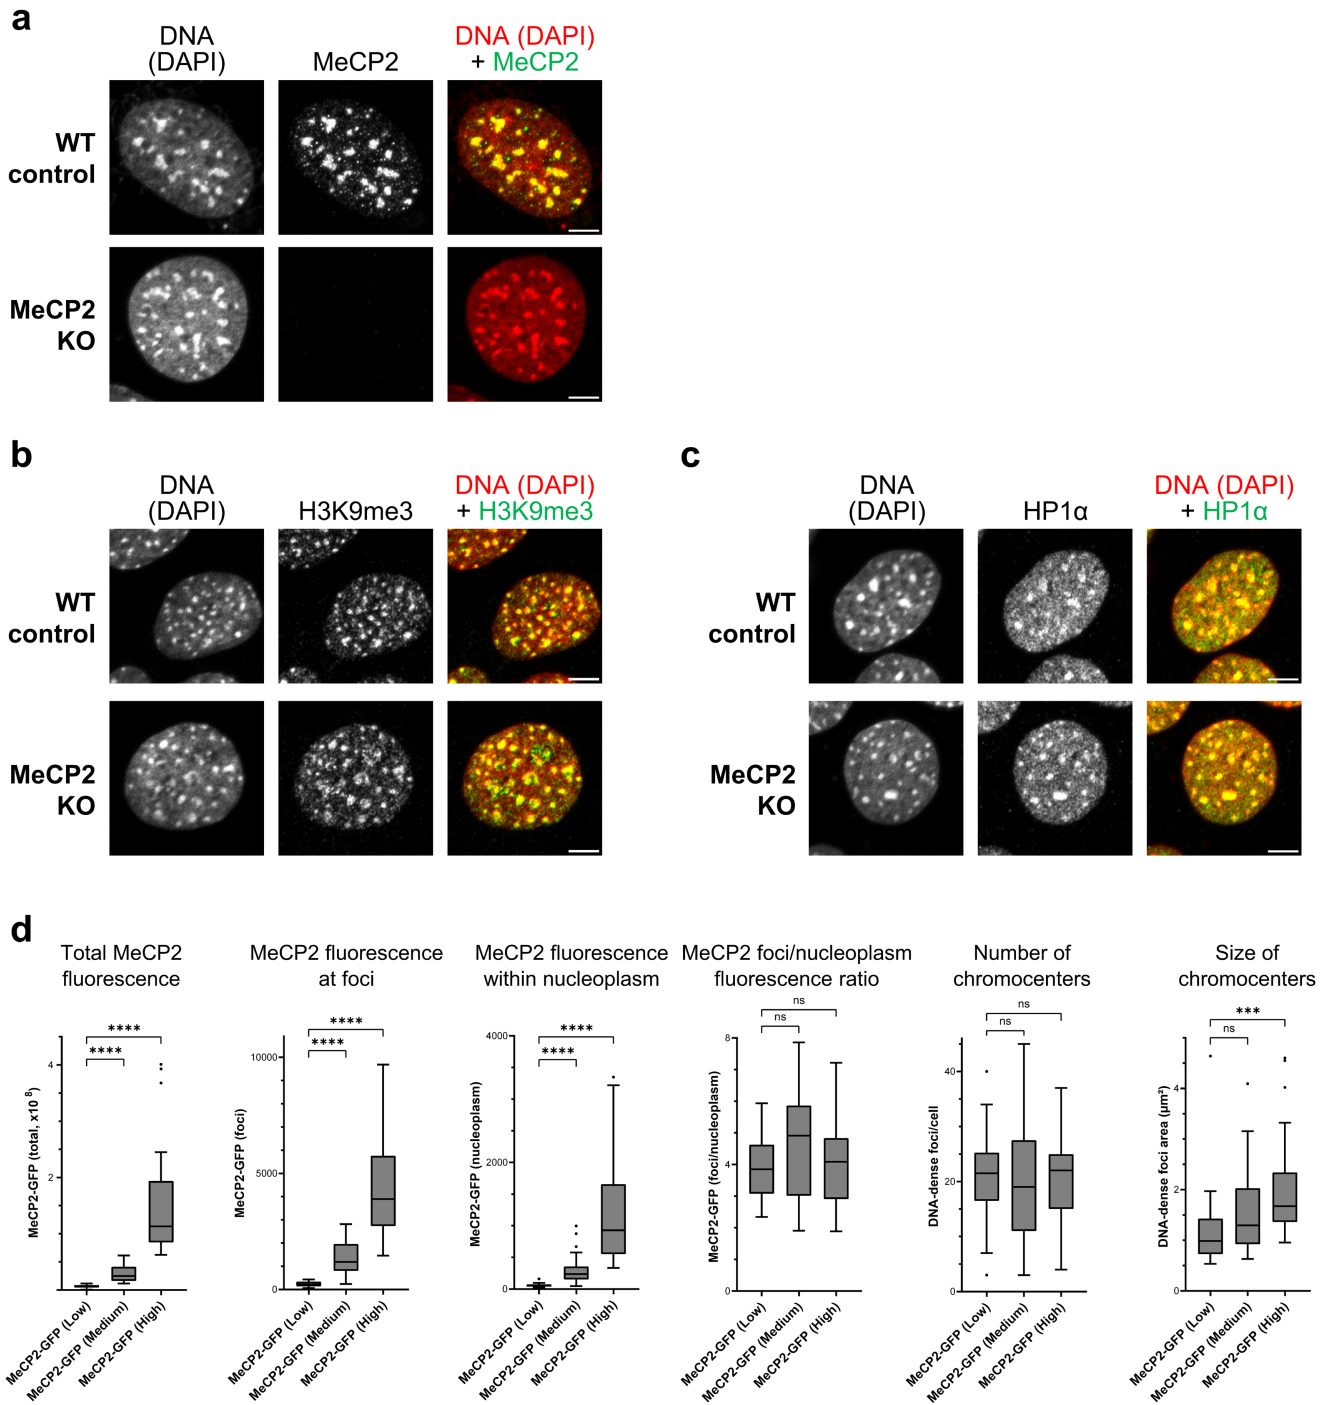 a
DNA
(DAPI)
MeCP2
DNA (DAPI)
+ MeCP2
WT
control
MeCP2
KO
b
DNA
(DAPI)
H3K9me3
DNA (DAPI)
+ H3K9me3
WT
control
MeCP2
KO
c
DNA
(DAPI)
HP1α
DNA (DAPI)
+ HP1α
WT
control
MeCP2
KO
d
Total MeCP2
fluorescence
****
****
MeCP2-GFP (total, x10 8)
4
2
MeCP2-GFP (Low)
MeCP2-GFP (Medium)
MeCP2-GFP (High)
MeCP2 fluorescence
at foci
****
****
MeCP2-GFP (foci)
10000
5000
0
MeCP2-GFP (Low)
MeCP2-GFP (Medium)
MeCP2-GFP (High)
MeCP2 fluorescence
within nucleoplasm
****
****
MeCP2-GFP (nucleoplasm)
4000
2000
0
MeCP2-GFP (Low)
MeCP2-GFP (Medium)
MeCP2-GFP (High)
MeCP2 foci/nucleoplasm
fluorescence ratio
ns
ns
MeCP2-GFP (foci/nucleoplasm)
8
4
0
MeCP2-GFP (Low)
MeCP2-GFP (Medium)
MeCP2-GFP (High)
Number of
chromocenters
ns
ns
DNA-dense foci/cell
40
20
0
MeCP2-GFP (Low)
MeCP2-GFP (Medium)
MeCP2-GFP (High)
Size of
chromocenters
***
ns
DNA-dense foci area (µm²)
4
2
0
MeCP2-GFP (Low)
MeCP2-GFP (Medium)
MeCP2-GFP (High)